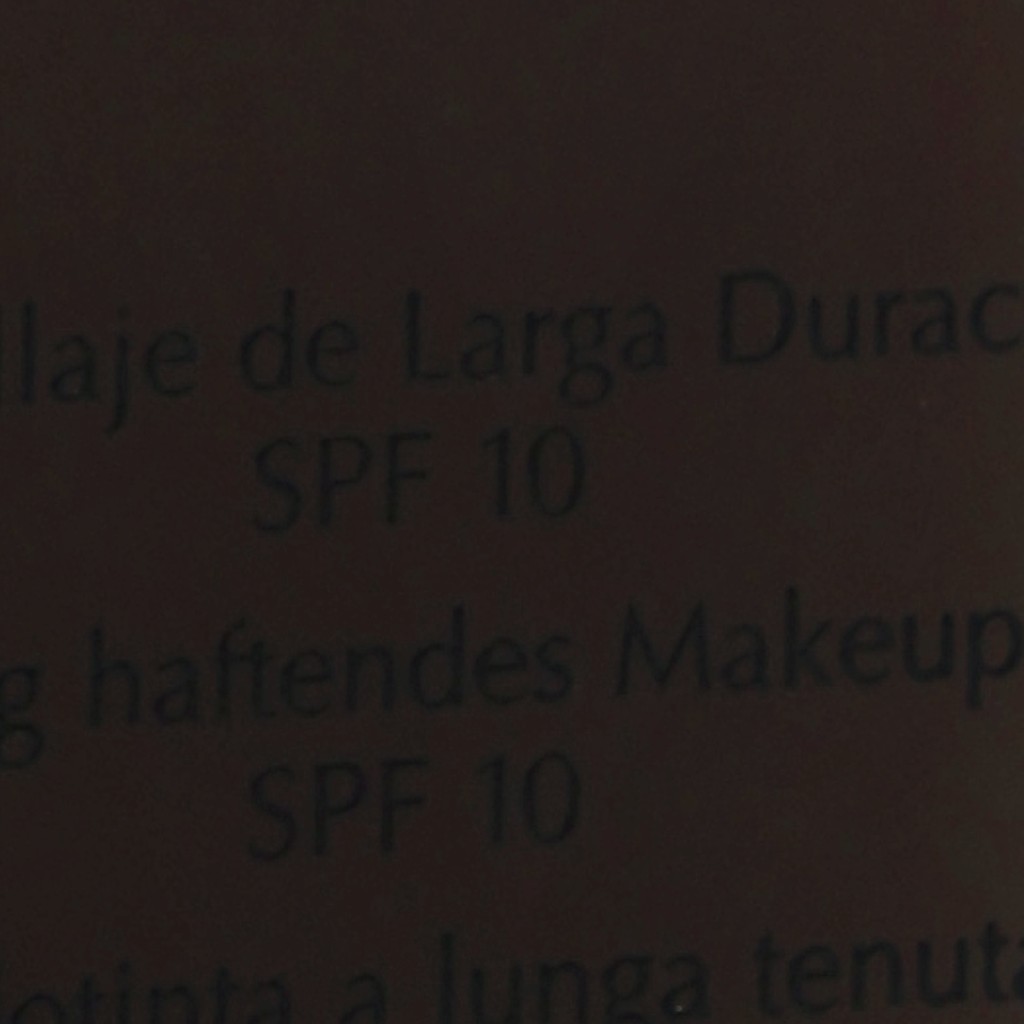 llaje de Larga Durac
SPF 10
g haftendes Makeup
SPF 10
otinta a lunga tenuta